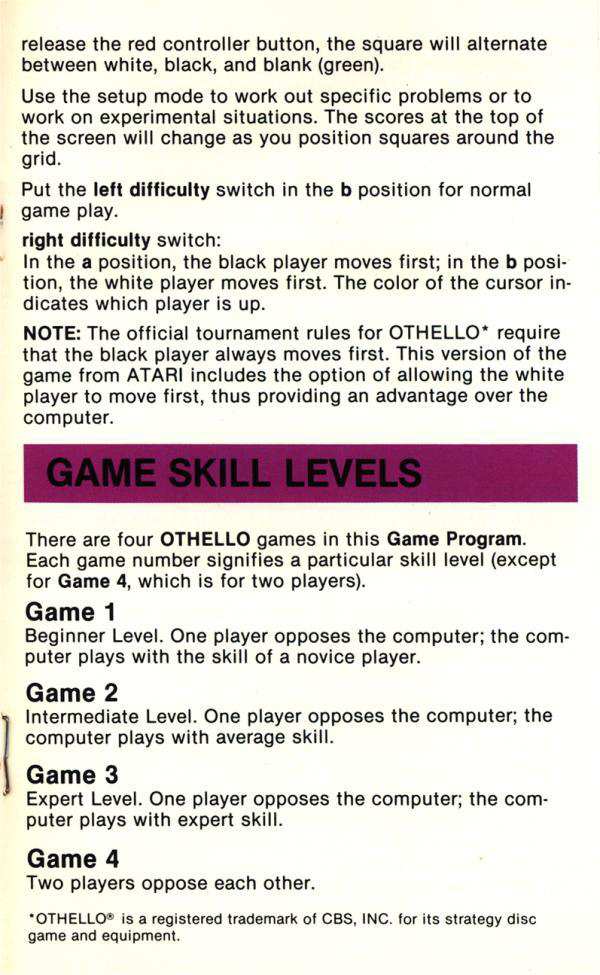 release the red controller button, the square will alternate
between white, black, and blank (green).
Use the setup mode to work out specific problems or to
work on experimental situations. The scores at the top of
the screen will change as you position squares around the
grid.
Put the left difficulty switch in the b position for normal
game play.
right difficulty switch:
In the a position, the black player moves first; in the b posi-
tion, the white player moves first. The color of the cursor in-
dicates which player is up.
NOTE: The official tournament rules for OTHELLO* require
that the black player always moves first. This version of the
game from ATARI includes the option of allowing the white
player to move first, thus providing an advantage over the
computer.
GAME SKILL LEVELS
There are four OTHELLO games in this Game Program.
Each game number signifies a particular skill level (except
for Game 4, which is for two players).
Game 1
Beginner Level. One player opposes the computer; the com-
puter plays with the skill of a novice player.
Game 2
Intermediate Level. One player opposes the computer; the
computer plays with average skill.
Game 3
Expert Level. One player opposes the computer; the com-
puter plays with expert skill.
Game 4
Two players oppose each other.
*OTHELLO® is a registered trademark of CBS, INC. for its strategy disc
game and equipment.